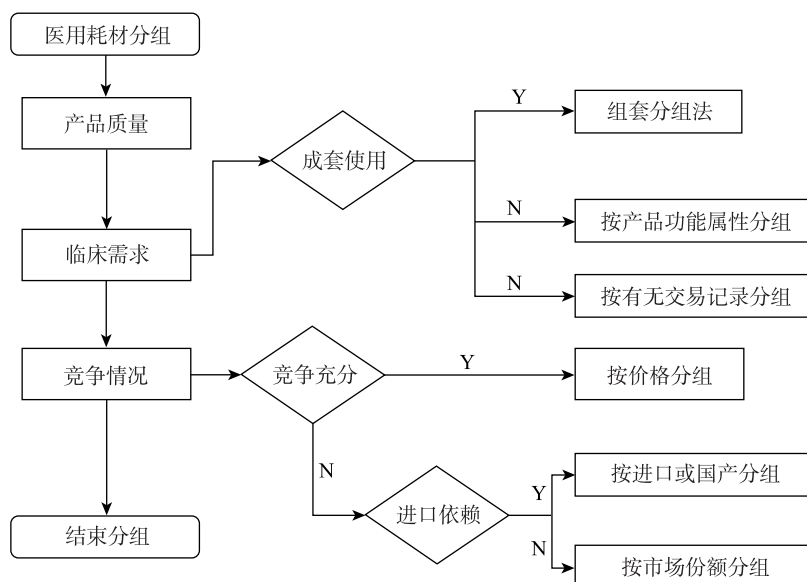 医用耗材分组
产品质量
成套使用
Y
组套分组法
N
按产品功能属性分组
临床需求
N
按有无交易记录分组
竞争情况
竞争充分
Y
按价格分组
N
进口依赖
Y
按进口或国产分组
N
按市场份额分组
结束分组